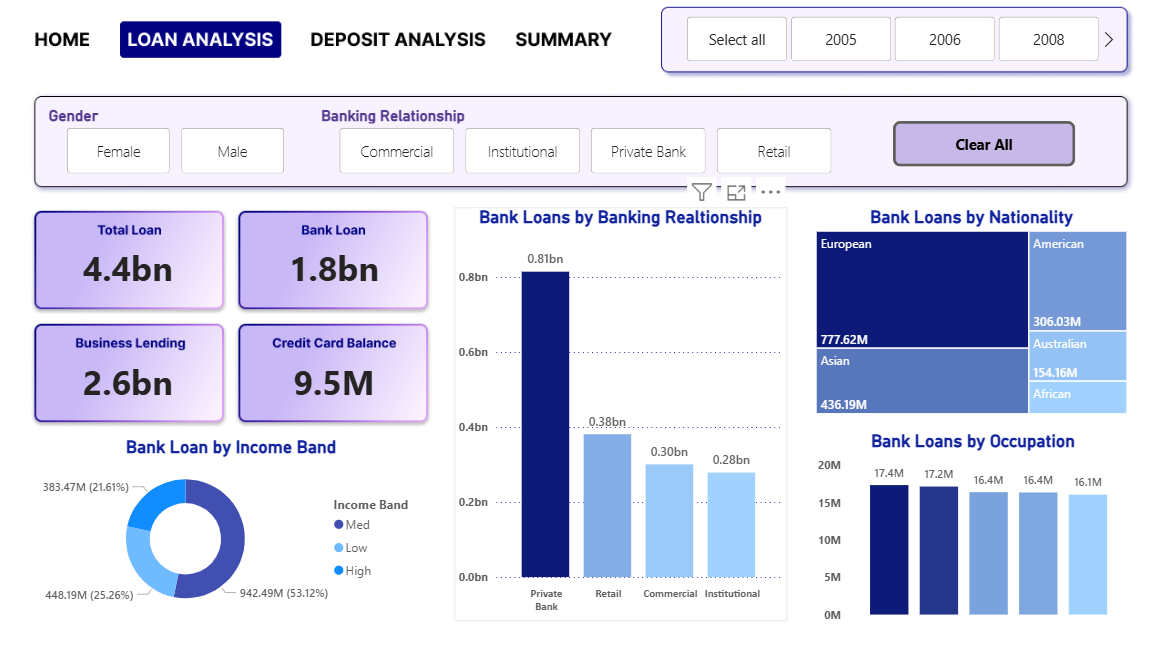 HOME LOAN ANALYSIS DEPOSIT ANALYSIS SUMMARY
Select all 2005 2006 2008
Gender
Female Male
Banking Relationship
Commercial Institutional Private Bank Retail
Clear All
Total Loan
4.4bn
Bank Loan
1.8bn
Business Lending
2.6bn
Credit Card Balance
9.5M
Bank Loan by Income Band
383.47M (21.61%)
448.19M (25.26%)
942.49M (53.12%)
Income Band
Med
Low
High
Bank Loans by Banking Realtionship
0.8bn
0.6bn
0.4bn
0.2bn
0.0bn
0.81bn
0.38bn
0.30bn
0.28bn
Private
Bank
Retail
Commercial
Institutional
Bank Loans by Nationality
European
777.62M
Asian
436.19M
American
306.03M
Australian
154.16M
African
Bank Loans by Occupation
20M
15M
10M
5M
0M
17.4M
17.2M
16.4M
16.4M
16.1M